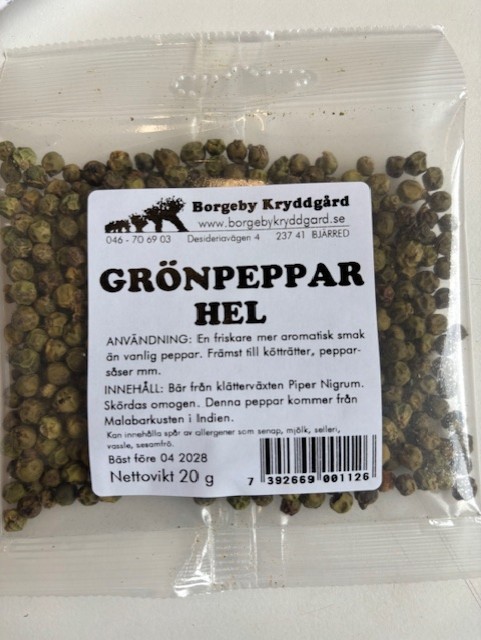 Borgeby Kryddgård
www.borgebykryddgard.se
046 - 70 69 03 Desideriavägen 4 237 41 BJÄRRED
GRÖNPEPPAR
HEL
ANVÄNDNING: En friskare mer aromatisk smak
än vanlig peppar. Främst till kötträtter, peppar-
såser mm.
INNEHÅLL: Bär från klätterväxten Piper Nigrum.
Skördas omogen. Denna peppar kommer från
Malabarkusten i Indien.
Kan innehålla spår av allergener som senap, mjölk, selleri,
vassle, sesamfrö.
Bäst före 04 2028
Nettovikt 20 g
7 392669 001126